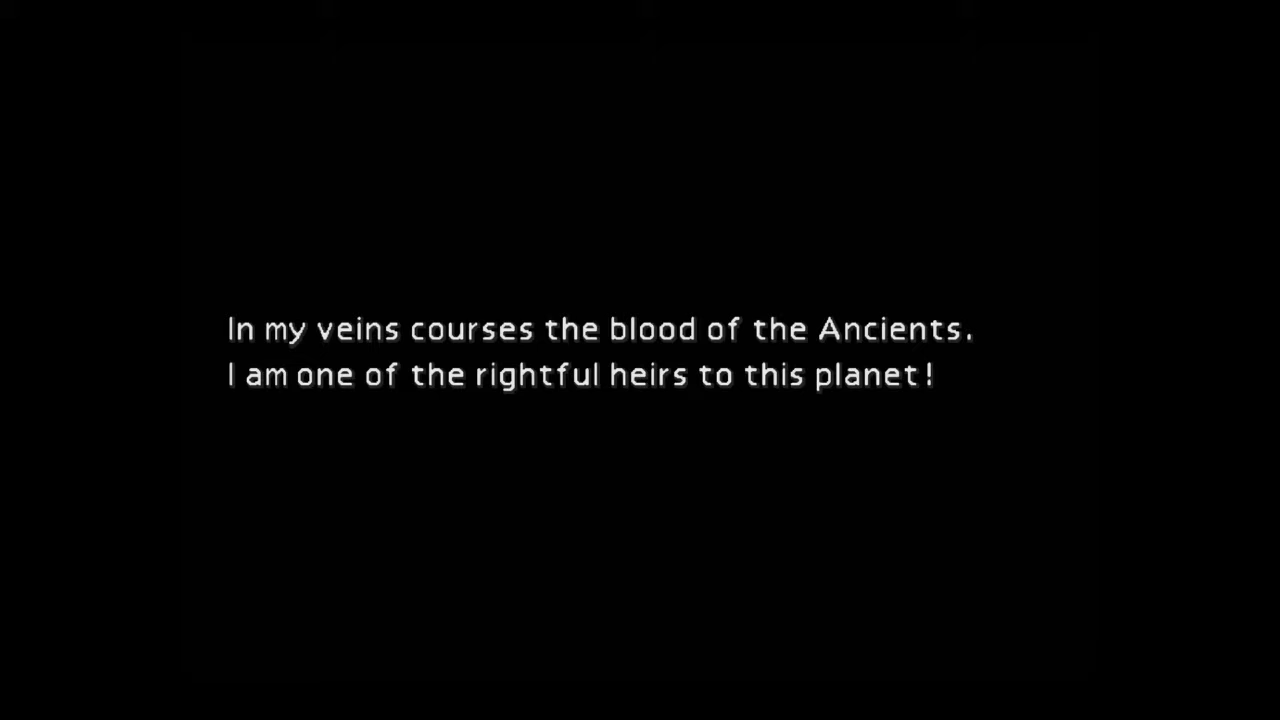 In my veins courses the blood of the Ancients.
I am one of the rightful heirs to this planet!